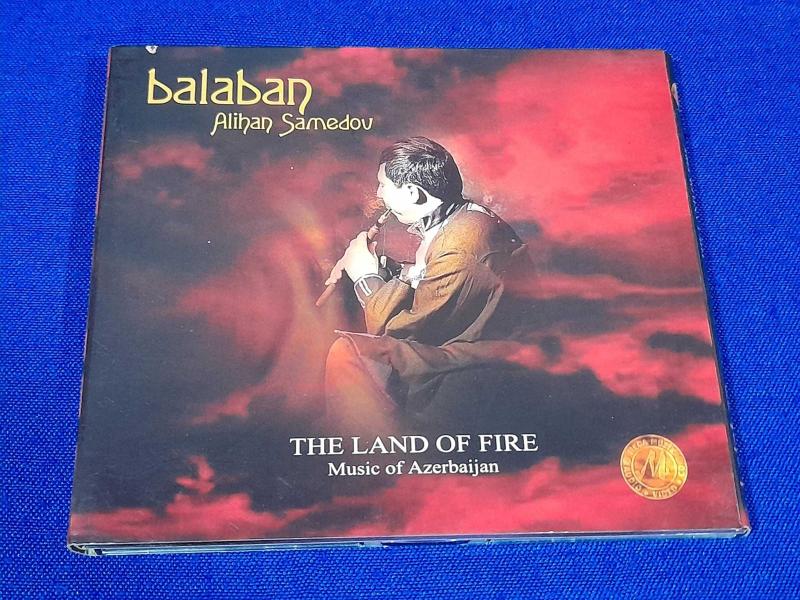 balaban
Alihan Samedov
THE LAND OF FIRE
Music of Azerbaijan
M